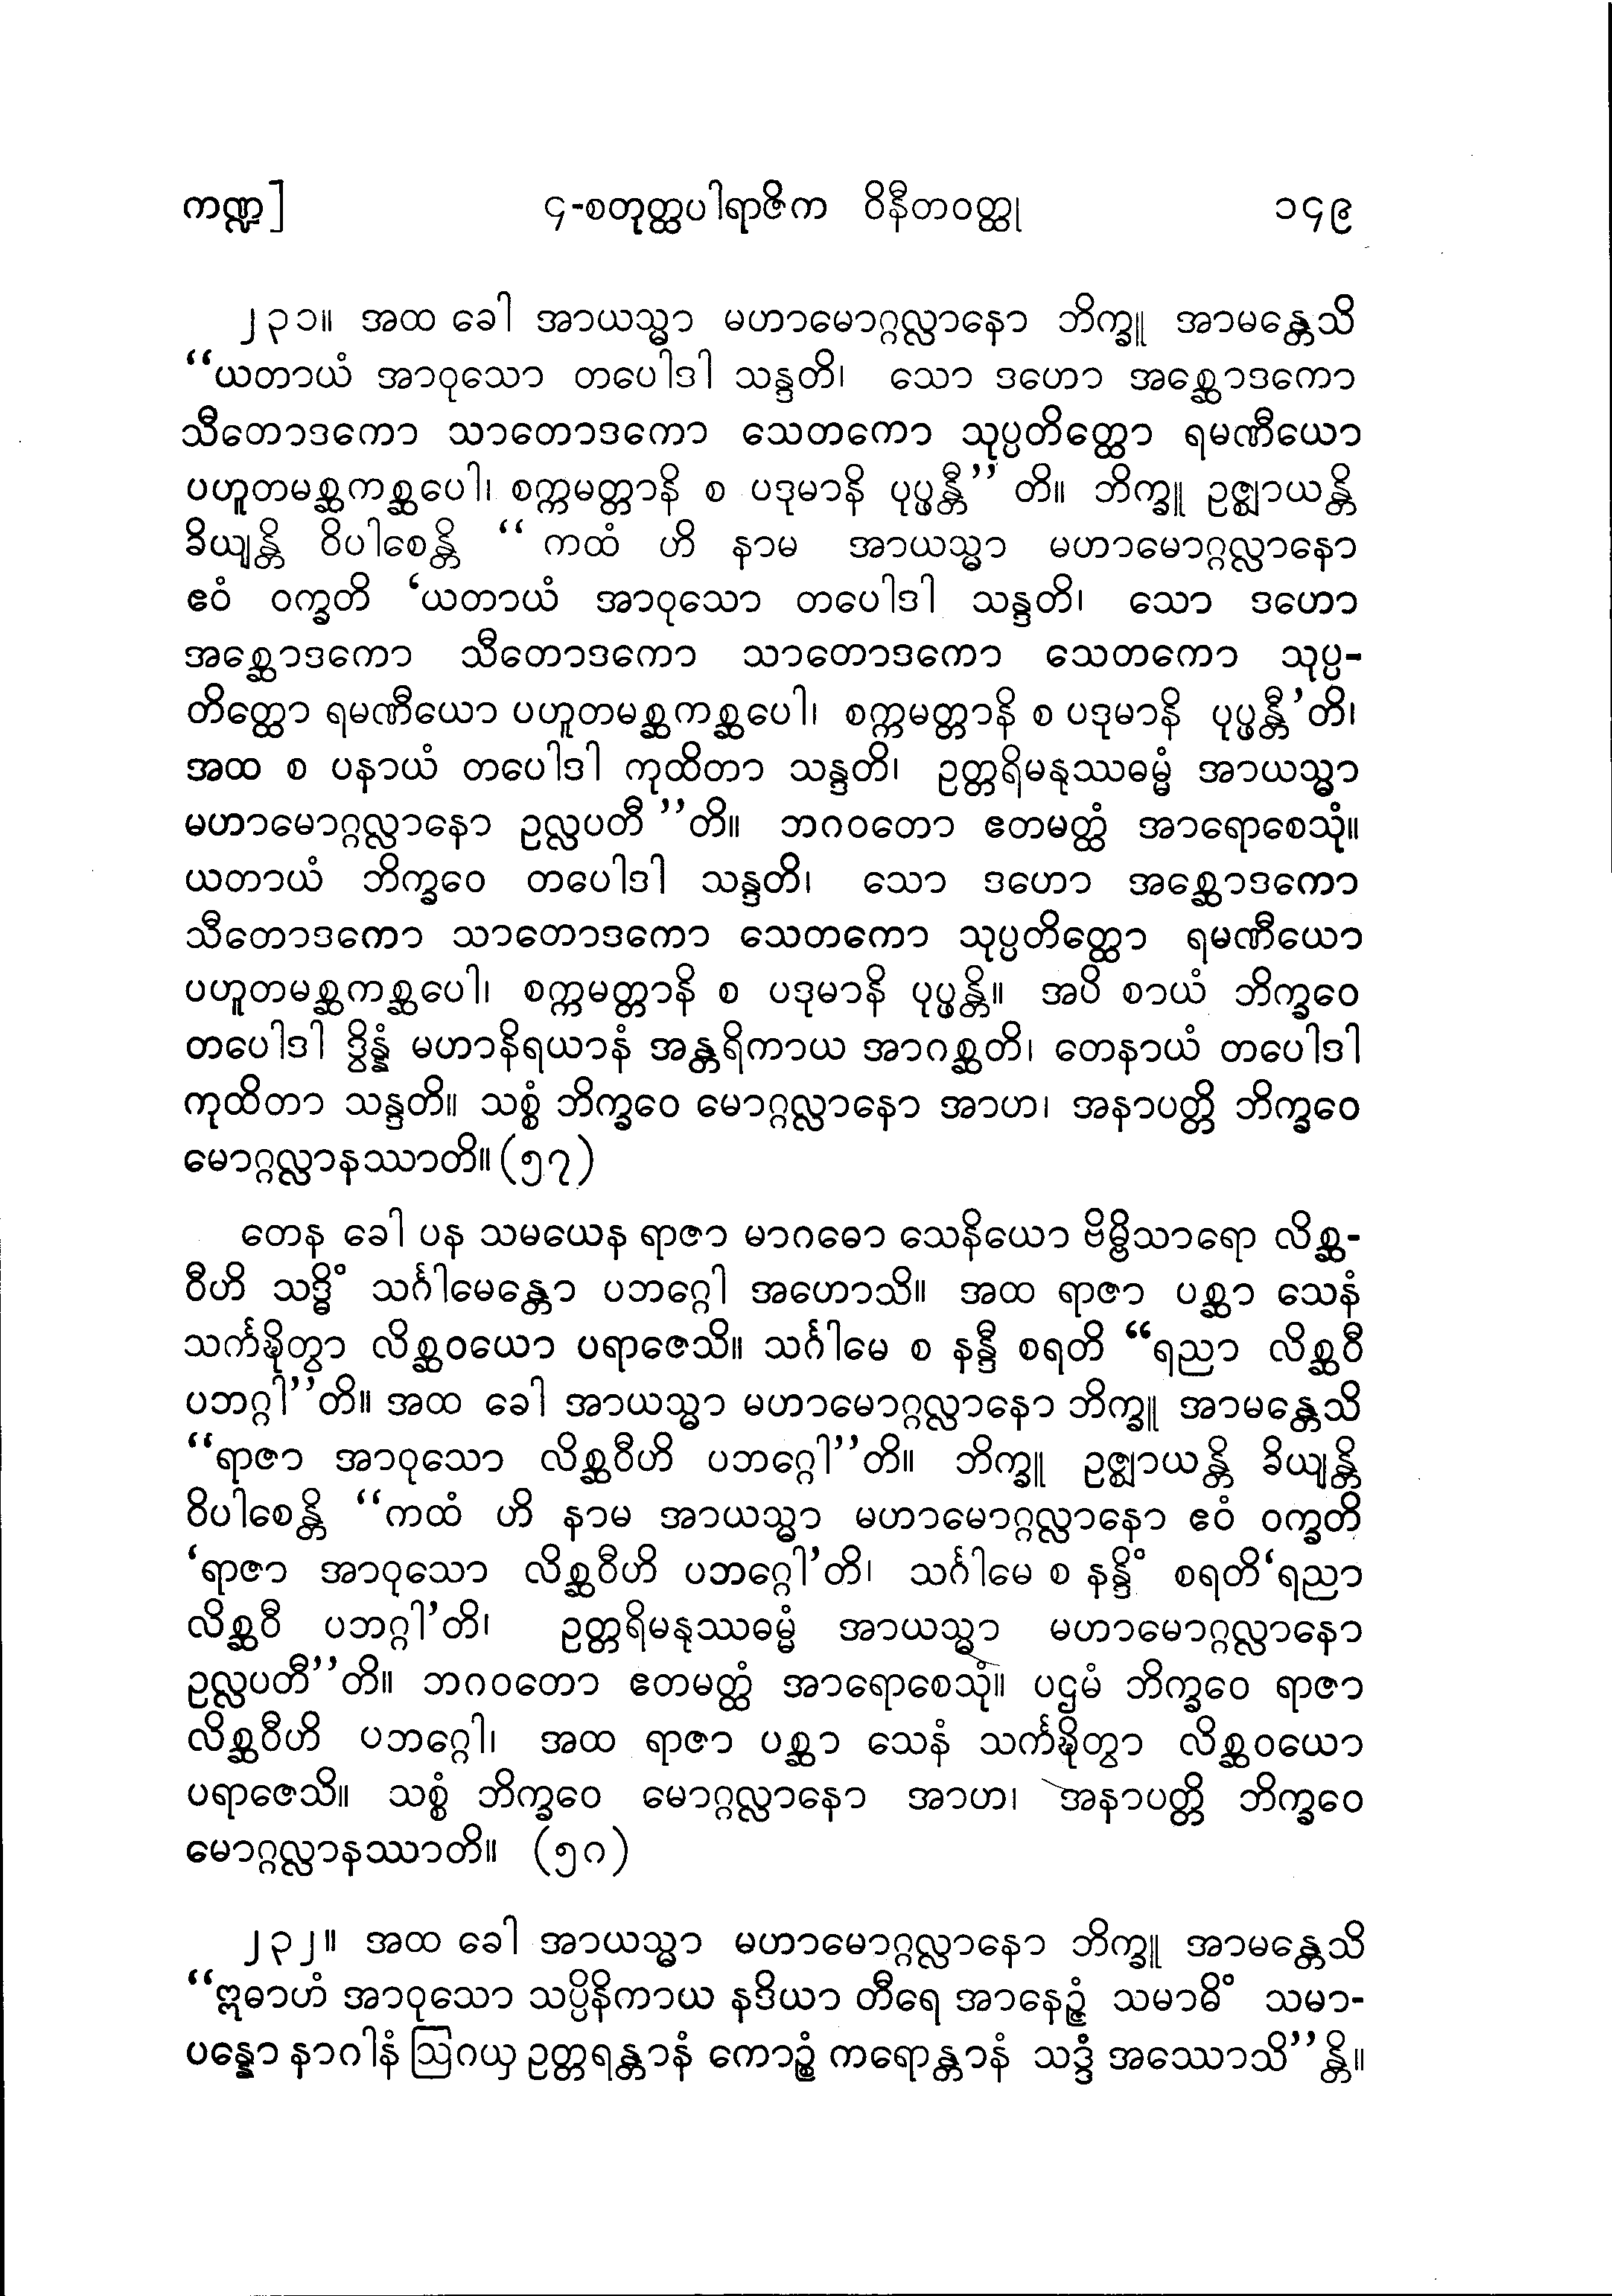 ကဏ္ဍ] ၄-စတုတ္ထပါရာဇိက ဝိနီတဝတ္ထု ၁၄၉
၂၃၁။ အထ ခေါ အာယသ္မာ မဟာမောဂ္ဂလ္လာနော ဘိက္ခူ အာမန္တေသိ
“ယတာယံ အာဝုသော တပေါဒါ သန္ဒတိ၊ သော ဒဟော အစ္ဆောဒကော
သီတောဒကော သာတောဒကော သေတကော သုပ္ပတိတ္ထော ရမဏီယော
ပဟူတမစ္ဆကစ္ဆပေါ၊ စက္ကမတ္တာနိ စ ပဒုမာနိ ပုပ္ဖန္တီ” တိ။ ဘိက္ခူ ဥဇ္ဈာယန္တိ
ခိယျန္တိ ဝိပါစေန္တိ “ ကထံ ဟိ နာမ အာယသ္မာ မဟာမောဂ္ဂလ္လာနော
ဧဝံ ဝက္ခတိ ‘ယတာယံ အာဝုသော တပေါဒါ သန္ဒတိ၊ သော ဒဟော
အစ္ဆောဒကော သီတောဒကော သာတောဒကော သေတကော သုပ္ပ-
တိတ္ထော ရမဏီယော ပဟူတမစ္ဆကစ္ဆပေါ၊ စက္ကမတ္တာနိ စ ပဒုမာနိ ပုပ္ဖန္တီ’တိ၊
အထ စ ပနာယံ တပေါဒါ ကုထိတာ သန္ဒတိ၊ ဥတ္တရိမနုဿဓမ္မံ အာယသ္မာ
မဟာမောဂ္ဂလ္လာနော ဥလ္လပတီ ”တိ။ ဘဂဝတော ဧတမတ္ထံ အာရောစေသုံ။
ယတာယံ ဘိက္ခဝေ တပေါဒါ သန္ဒတိ၊ သော ဒဟော အစ္ဆောဒကော
သီတောဒကော သာတောဒကော သေတကော သုပ္ပတိတ္ထော ရမဏီယော
ပဟူတမစ္ဆကစ္ဆပေါ၊ စက္ကမတ္တာနိ စ ပဒုမာနိ ပုပ္ဖန္တိ။ အပိ စာယံ ဘိက္ခဝေ
တပေါဒါ ဒွိန္နံ မဟာနိရယာနံ အန္တရိကာယ အာဂစ္ဆတိ၊ တေနာယံ တပေါဒါ
ကုထိတာ သန္ဒတိ။ သစ္စံ ဘိက္ခဝေ မောဂ္ဂလ္လာနော အာဟ၊ အနာပတ္တိ ဘိက္ခဝေ
မောဂ္ဂလ္လာနဿာတိ။ (၅၇)
တေန ခေါ ပန သမယေန ရာဇာ မာဂဓော သေနိယော ဗိမ္ဗိသာရော လိစ္ဆ-
ဝီဟိ သဒ္ဓိံ သင်္ဂါမေန္တော ပဘဂ္ဂေါ အဟောသိ။ အထ ရာဇာ ပစ္ဆာ သေနံ
သင်္ကဍ္ဎိတွာ လိစ္ဆဝယော ပရာဇေသိ။ သင်္ဂါမေ စ နန္ဒီ စရတိ “ရညာ လိစ္ဆဝီ
ပဘဂ္ဂါ”တိ။ အထ ခေါ အာယသ္မာ မဟာမောဂ္ဂလ္လာနော ဘိက္ခူ အာမန္တေသိ
“ရာဇာ အာဝုသော လိစ္ဆဝီဟိ ပဘဂ္ဂေါ”တိ။ ဘိက္ခူ ဥဇ္ဈာယန္တိ ခိယျန္တိ
ဝိပါစေန္တိ “ကထံ ဟိ နာမ အာယသ္မာ မဟာမောဂ္ဂလ္လာနော ဧဝံ ဝက္ခတိ
‘ရာဇာ အာဝုသော လိစ္ဆဝီဟိ ပဘဂ္ဂေါ’တိ၊ သင်္ဂါမေ စ နန္ဒိံ စရတိ‘ရညာ
လိစ္ဆဝီ ပဘဂ္ဂါ’တိ၊ ဥတ္တရိမနုဿဓမ္မံ အာယသ္မာ မဟာမောဂ္ဂလ္လာနော
ဥလ္လပတီ”တိ။ ဘဂဝတော ဧတမတ္ထံ အာရောစေသုံ။ ပဌမံ ဘိက္ခဝေ ရာဇာ
လိစ္ဆဝီဟိ ပဘဂ္ဂေါ၊ အထ ရာဇာ ပစ္ဆာ သေနံ သင်္ကဍ္ဎိတွာ လိစ္ဆဝယော
ပရာဇေသိ။ သစ္စံ ဘိက္ခဝေ မောဂ္ဂလ္လာနော အာဟ၊ အနာပတ္တိ ဘိက္ခဝေ
မောဂ္ဂလ္လာနဿာတိ။ (၅၈)
၂၃၂။ အထ ခေါ အာယသ္မာ မဟာမောဂ္ဂလ္လာနော ဘိက္ခူ အာမန္တေသိ
“ဣဓာဟံ အာဝုသော သပ္ပိနိကာယ နဒိယာ တီရေ အာနေဉ္ဇံ သမာဓိံ သမာ-
ပန္နော နာဂါနံ ဩဂယှ ဥတ္တရန္တာနံ ကောဉ္စံ ကရောန္တာနံ သဒ္ဒံ အဿောသိ”န္တိ။